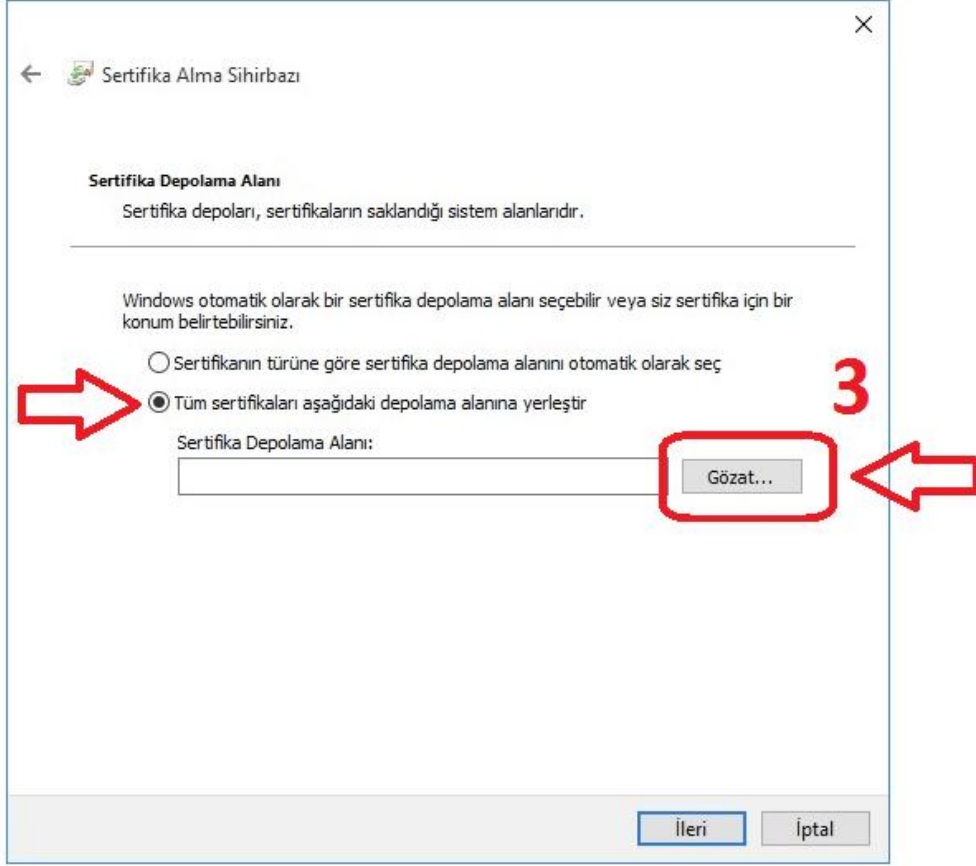 Sertifika Alma Sihirbazı
Sertifika Depolama Alanı
Sertifika depoları, sertifikaların saklandığı sistem alanlarıdır.
Windows otomatik olarak bir sertifika depolama alanı seçebilir veya siz sertifika için bir
konum belirtebilirsiniz.
Sertifikanın türüne göre sertifika depolama alanını otomatik olarak seç
3
Tüm sertifikaları aşağıdaki depolama alanına yerleştir
Sertifika Depolama Alanı:
Gözat...
İleri
İptal